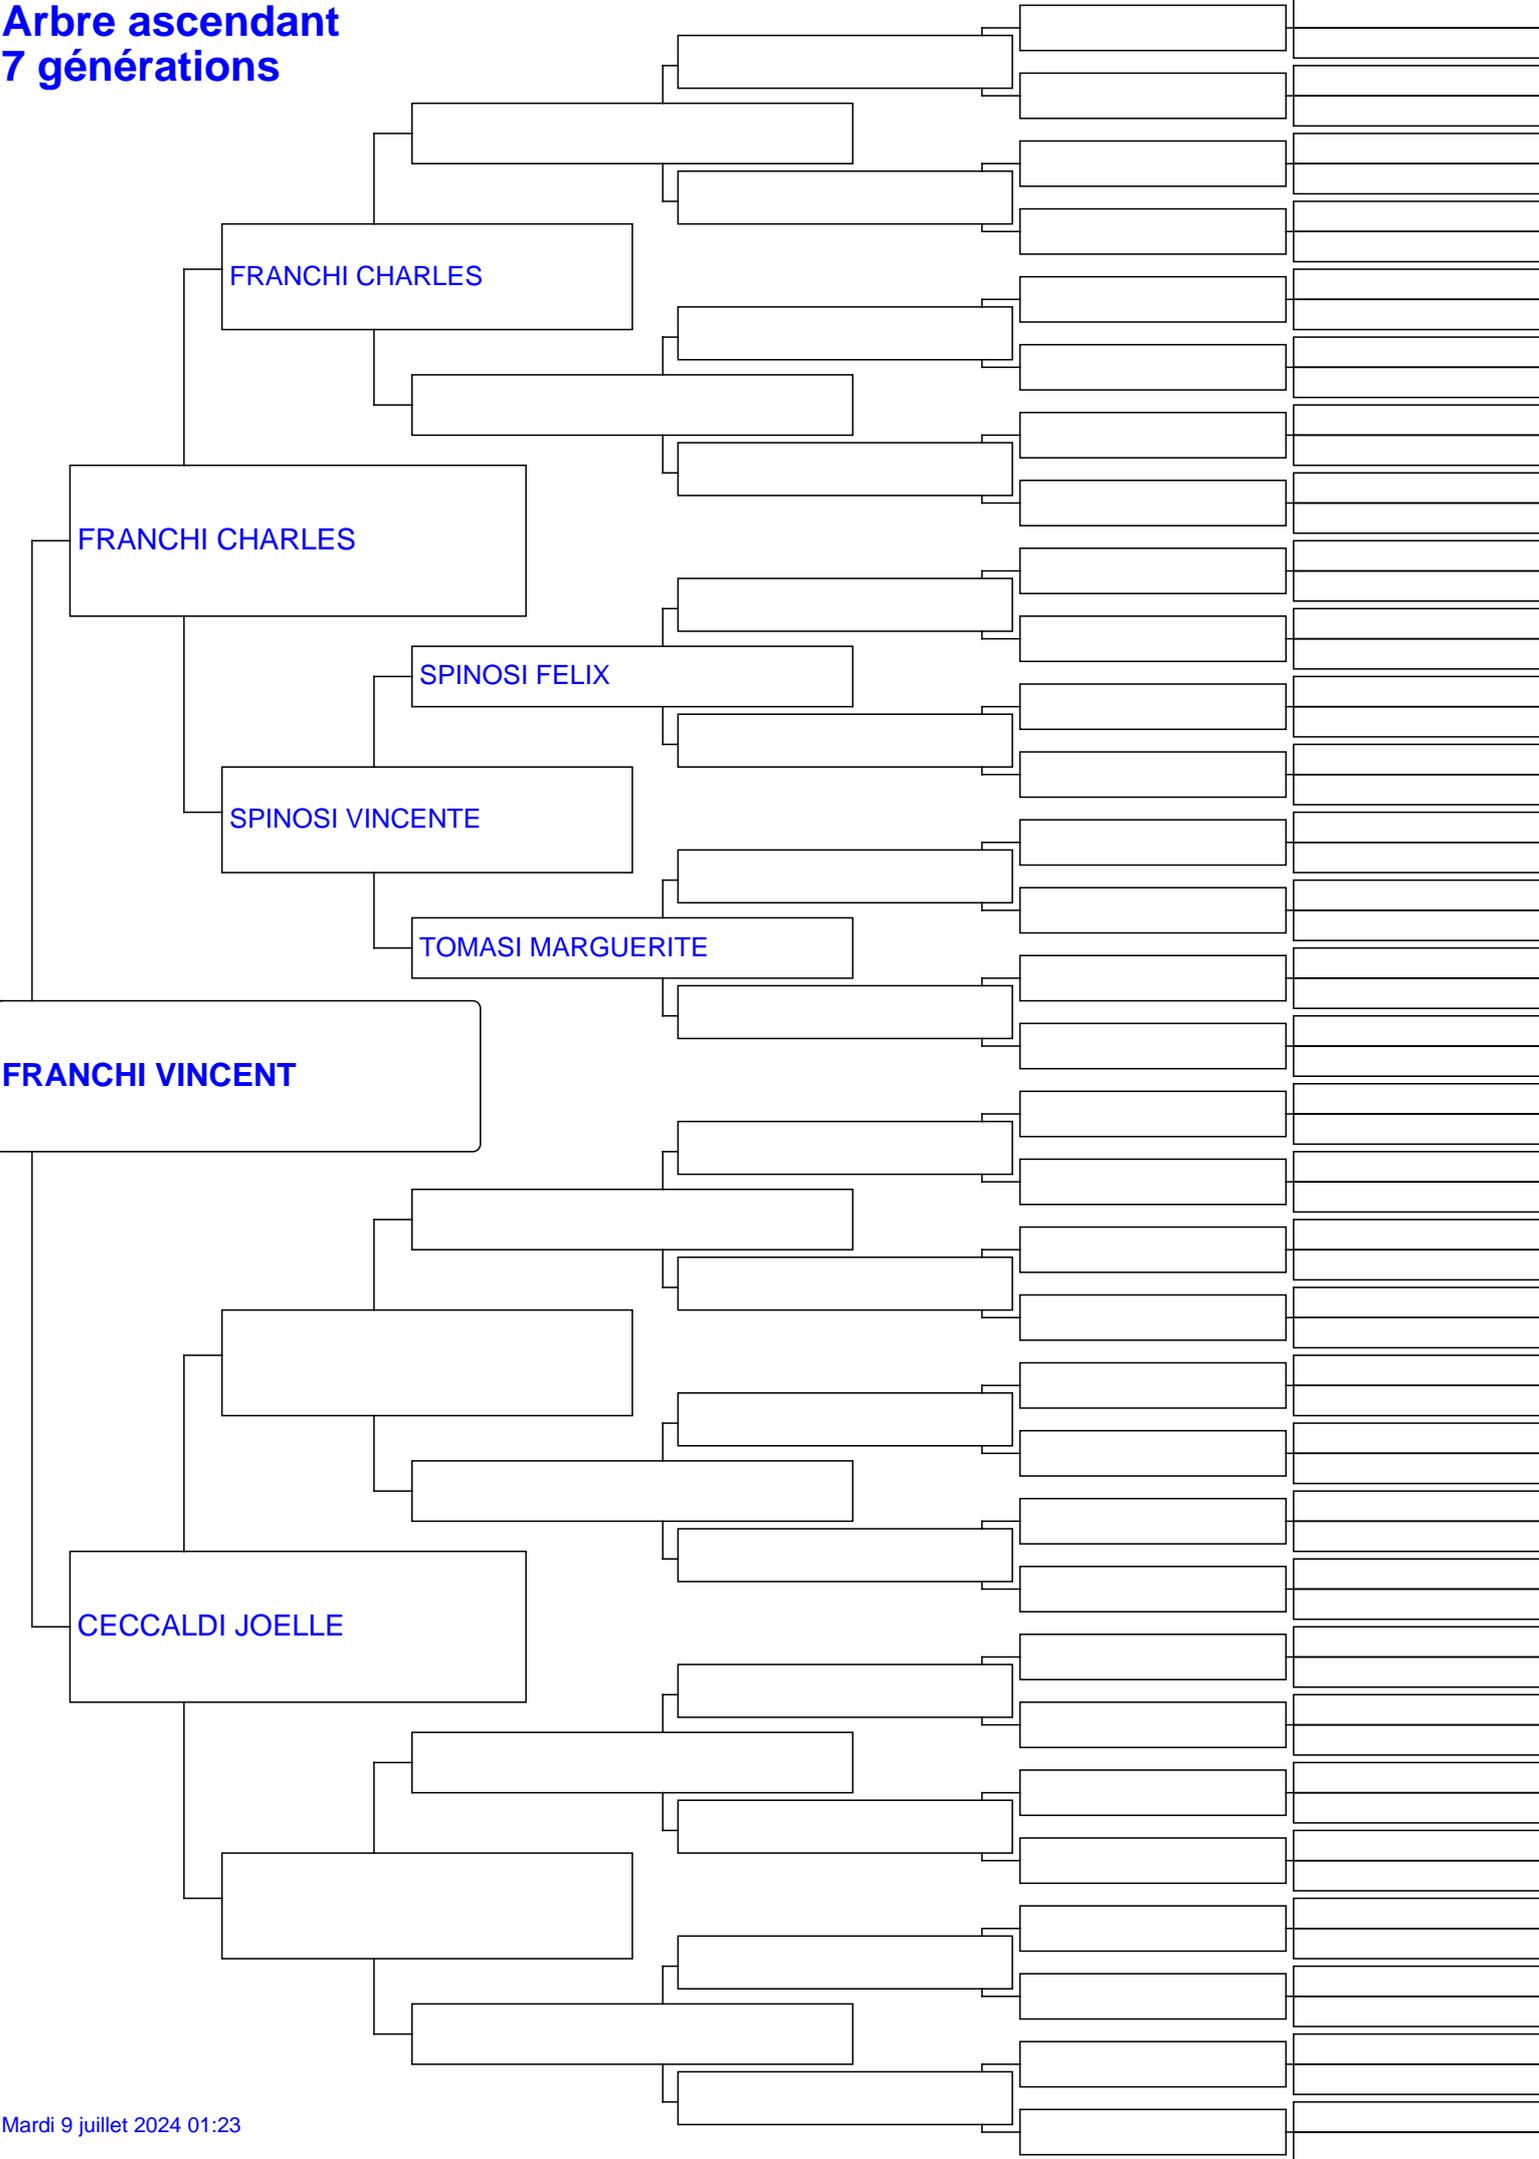 Arbre ascendant
7 générations
FRANCHI CHARLES
FRANCHI CHARLES
SPINOSI FELIX
SPINOSI VINCENTE
TOMASI MARGUERITE
FRANCHI VINCENT
CECCALDI JOELLE
Mardi 9 juillet 2024 01:23